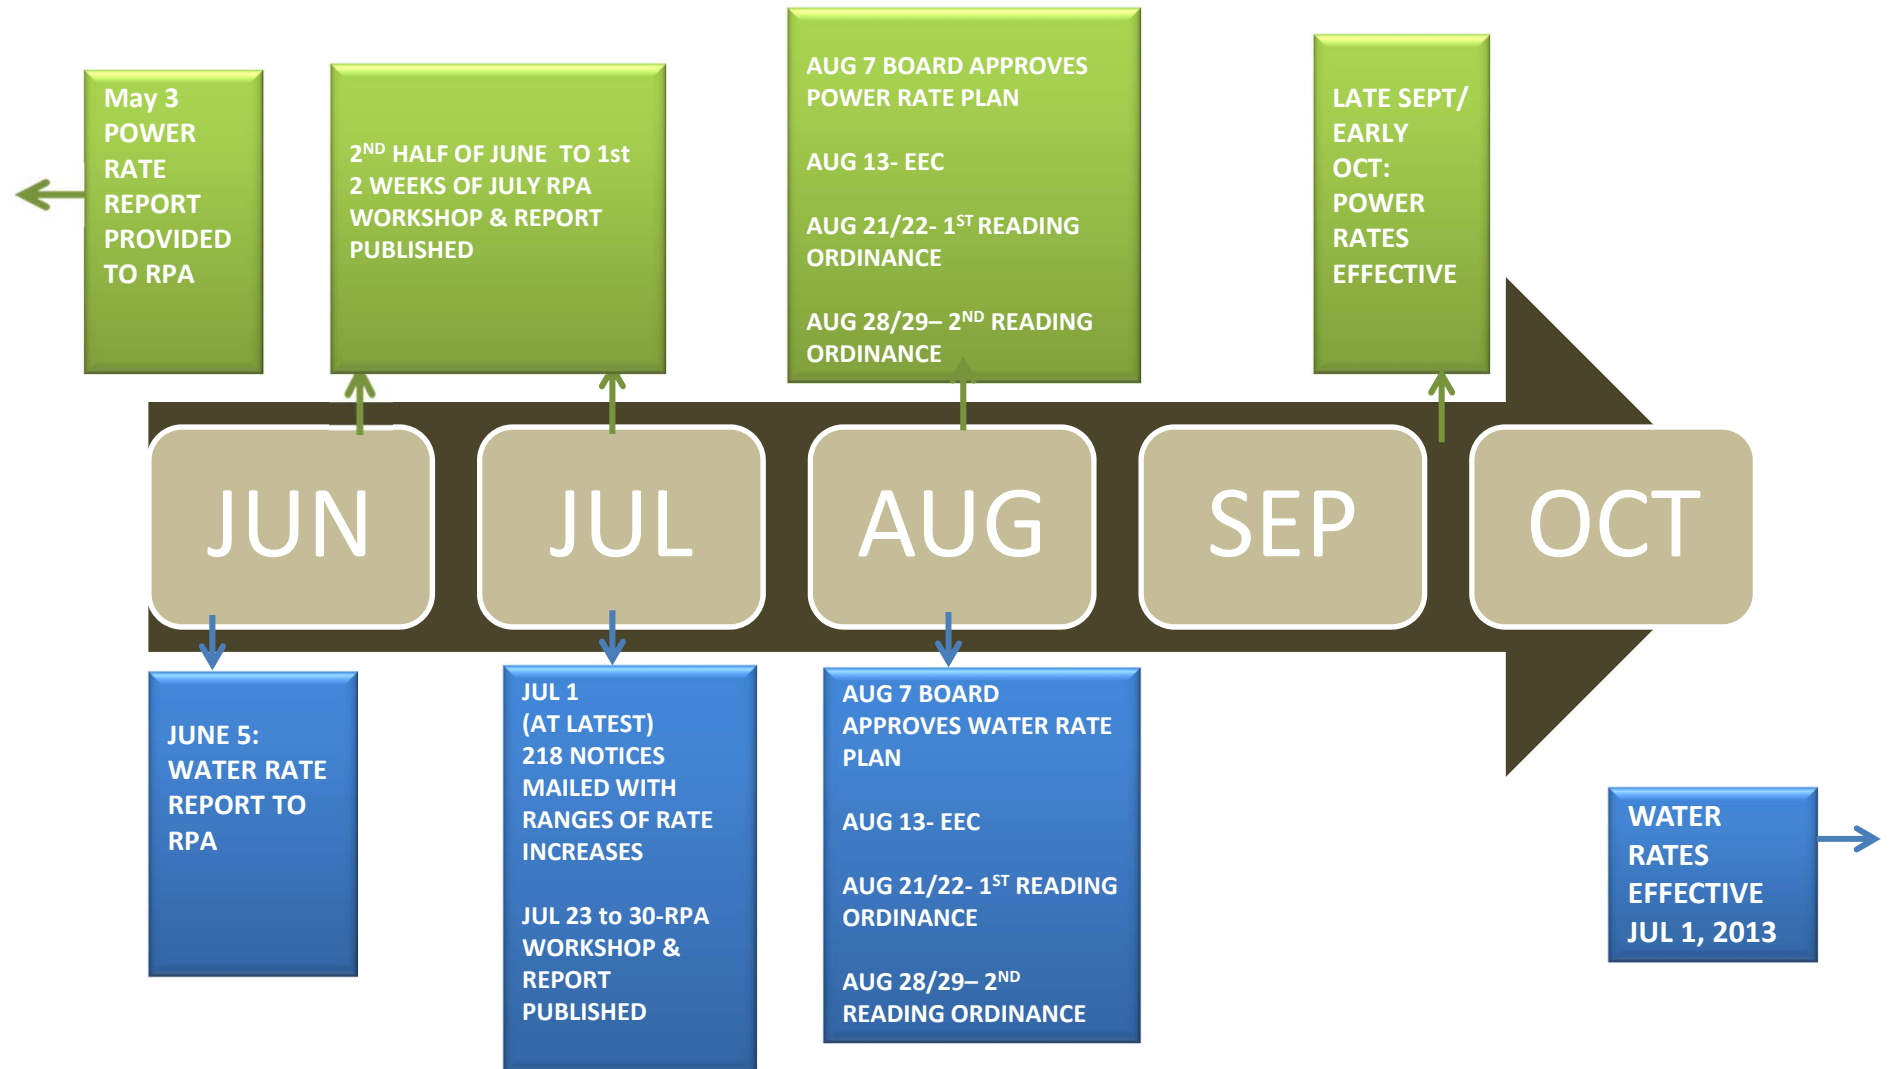 May 3
POWER
RATE
REPORT
PROVIDED
TO RPA
2ND HALF OF JUNE TO 1st
2 WEEKS OF JULY RPA
WORKSHOP & REPORT
PUBLISHED
AUG 7 BOARD APPROVES
POWER RATE PLAN
AUG 13- EEC
AUG 21/22- 1ST READING
ORDINANCE
AUG 28/29– 2ND READING
ORDINANCE
LATE SEPT/
EARLY
OCT:
POWER
RATES
EFFECTIVE
JUN
JUL
AUG
SEP
OCT
JUNE 5:
WATER RATE
REPORT TO
RPA
JUL 1
(AT LATEST)
218 NOTICES
MAILED WITH
RANGES OF RATE
INCREASES
JUL 23 to 30-RPA
WORKSHOP &
REPORT
PUBLISHED
AUG 7 BOARD
APPROVES WATER RATE
PLAN
AUG 13- EEC
AUG 21/22- 1ST READING
ORDINANCE
AUG 28/29– 2ND
READING ORDINANCE
WATER
RATES
EFFECTIVE
JUL 1, 2013